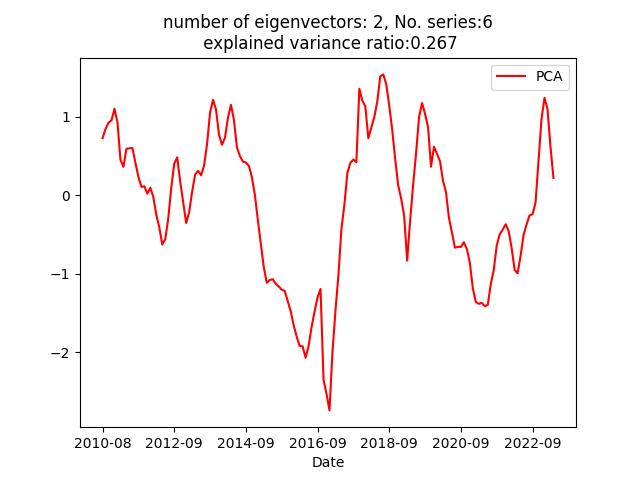 number of eigenvectors: 2, No. series:6
explained variance ratio:0.267
PCA
1
0
−1
−2
2010-08 2012-09 2014-09 2016-09 2018-09 2020-09 2022-09
Date